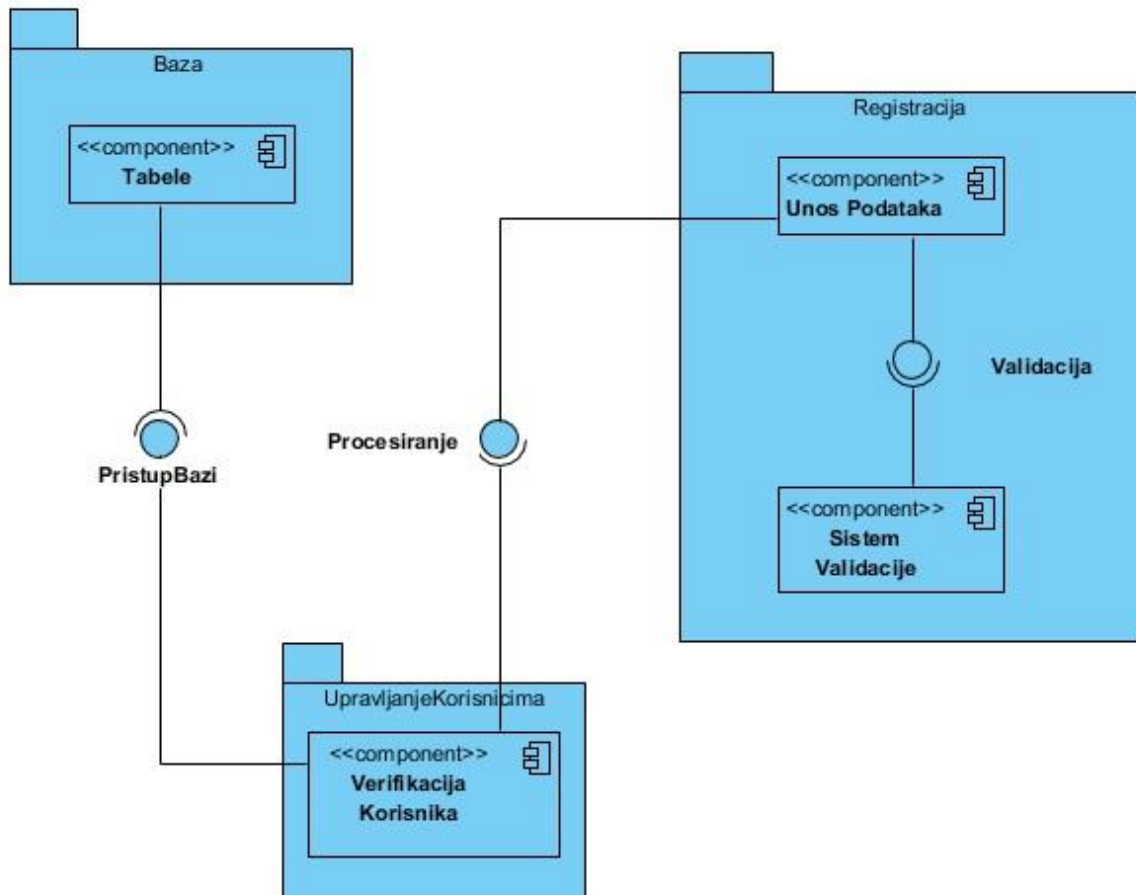 Baza
<<component>>
Tabele
Registracija
<<component>>
Unos Podataka
Validacija
Procesiranje
PristupBazi
<<component>>
Sistem
Validacije
UpravljanjeKorisnicima
<<component>>
Verifikacija
Korisnika